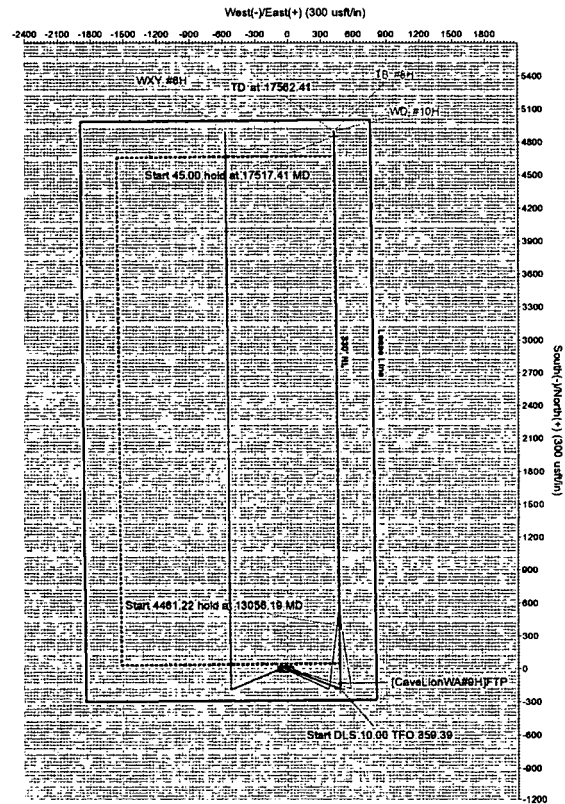 West(-)/East(+) (300 usft/in)
-2400 -2100 -1800 -1500 -1200 -900 -600 -300 0 300 600 900 1200 1500 1800
WXY #8H
TD at 17562.41
WD #10H
Start 45.00 hold at 17517.41 MD
330' HL
Lease Line
Start 4461.22 hold at 13056.19 MD
[CaveLionWA#9H]FTP
Start DLS 10.00 TFO 359.39
5400
5100
4800
4500
4200
3900
3600
3300
3000
2700
2400
2100
1800
1500
1200
900
600
300
0
-300
-600
-900
-1200
South(-)/North(+) (300 usft/in)